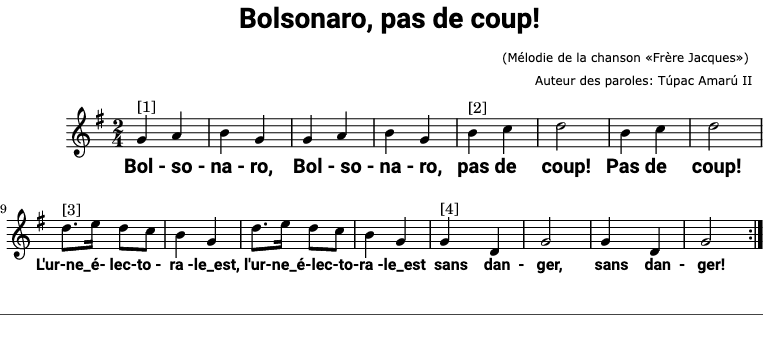 Bolsonaro, pas de coup!
(Mélodie de la chanson «Frère Jacques»)
Auteur des paroles: Túpac Amarú II
[1] [2]
2
4
Bol - so - na - ro, Bol - so - na - ro, pas de coup! Pas de coup!
9 [3] [4]
L'ur-ne_é- lec-to - ra -le_est, l'ur-ne_é-lec-to-ra -le_est sans dan - ger, sans dan - ger!